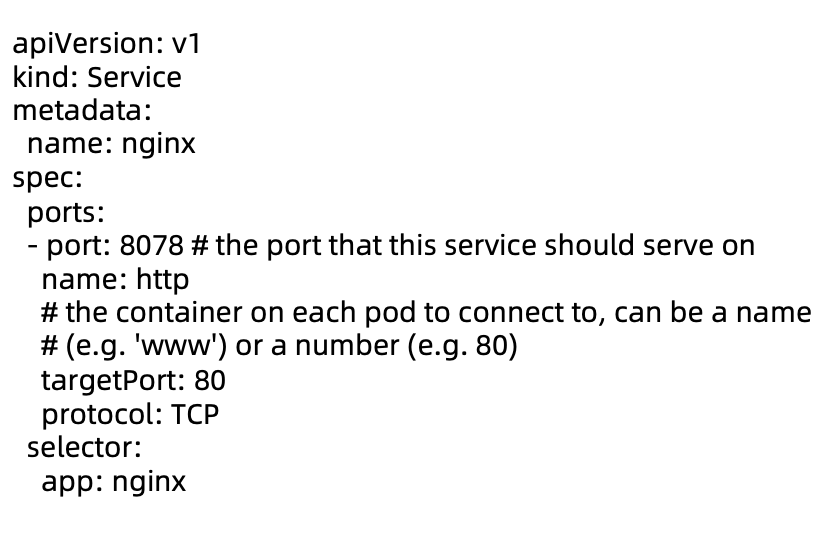 apiVersion: v1
kind: Service
metadata:
  name: nginx
spec:
  ports:
  - port: 8078 # the port that this service should serve on
    name: http
    # the container on each pod to connect to, can be a name
    # (e.g. 'www') or a number (e.g. 80)
    targetPort: 80
    protocol: TCP
  selector:
    app: nginx